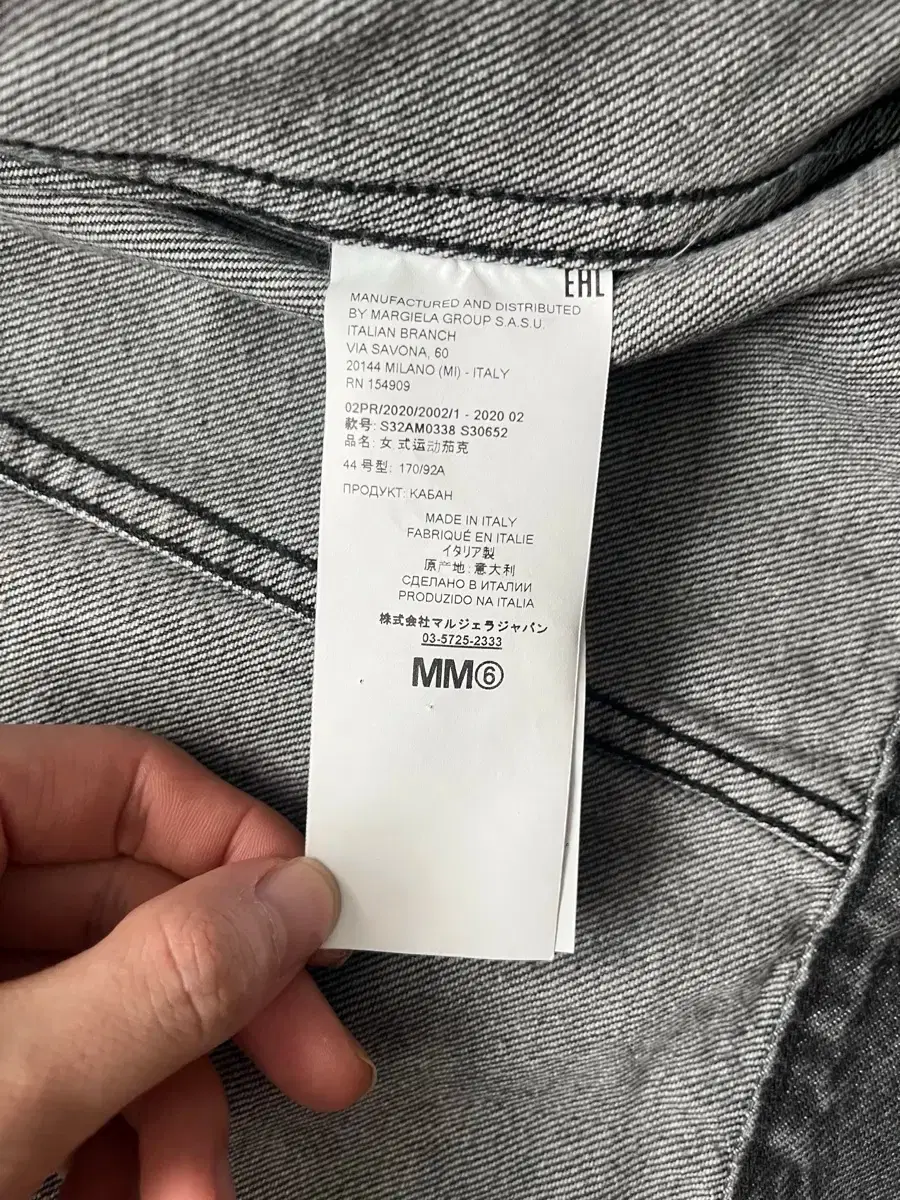 EAC
MANUFACTURED AND DISTRIBUTED
BY MARGIELA GROUP S.A.S.U.
ITALIAN BRANCH
VIA SAVONA, 60
20144 MILANO (MI) - ITALY
RN 154909
02PR/2020/2002/1 - 2020 02
款号: S32AM0338 S30652
品名: 女式运动茄克
44 号型: 170/92A
ПРОДУКТ: КАБАН
MADE IN ITALY
FABRIQUÉ EN ITALIE
イタリア製
原产地:意大利
СДЕЛАНО В ИТАЛИИ
PRODUZIDO NA ITALIA
株式会社マルジェラジャパン
03-5725-2333
MM⑥